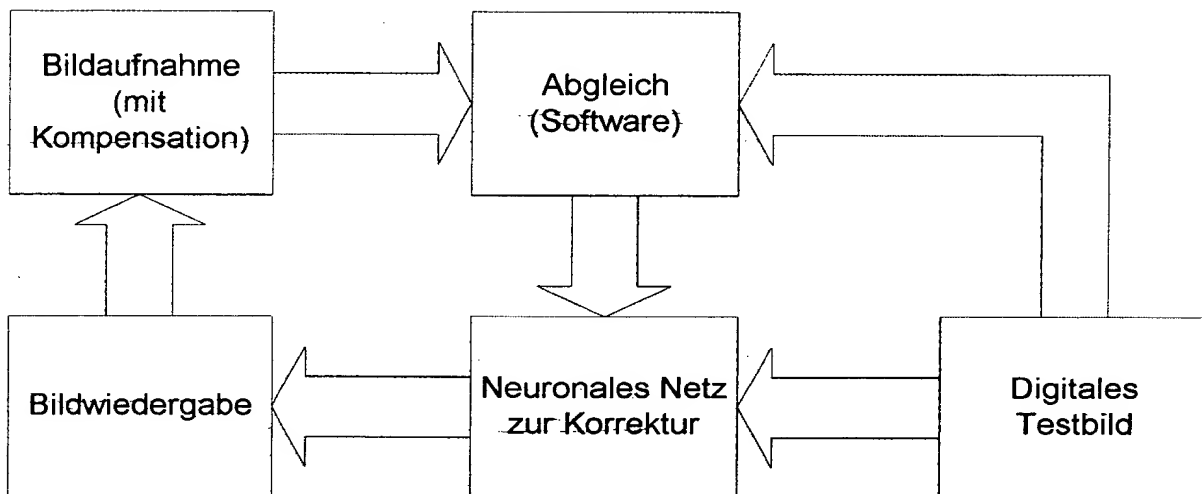 Bildaufnahme
(mit
Kompensation)
Abgleich
(Software)
Bildwiedergabe
Neuronales Netz
zur Korrektur
Digitales
Testbild